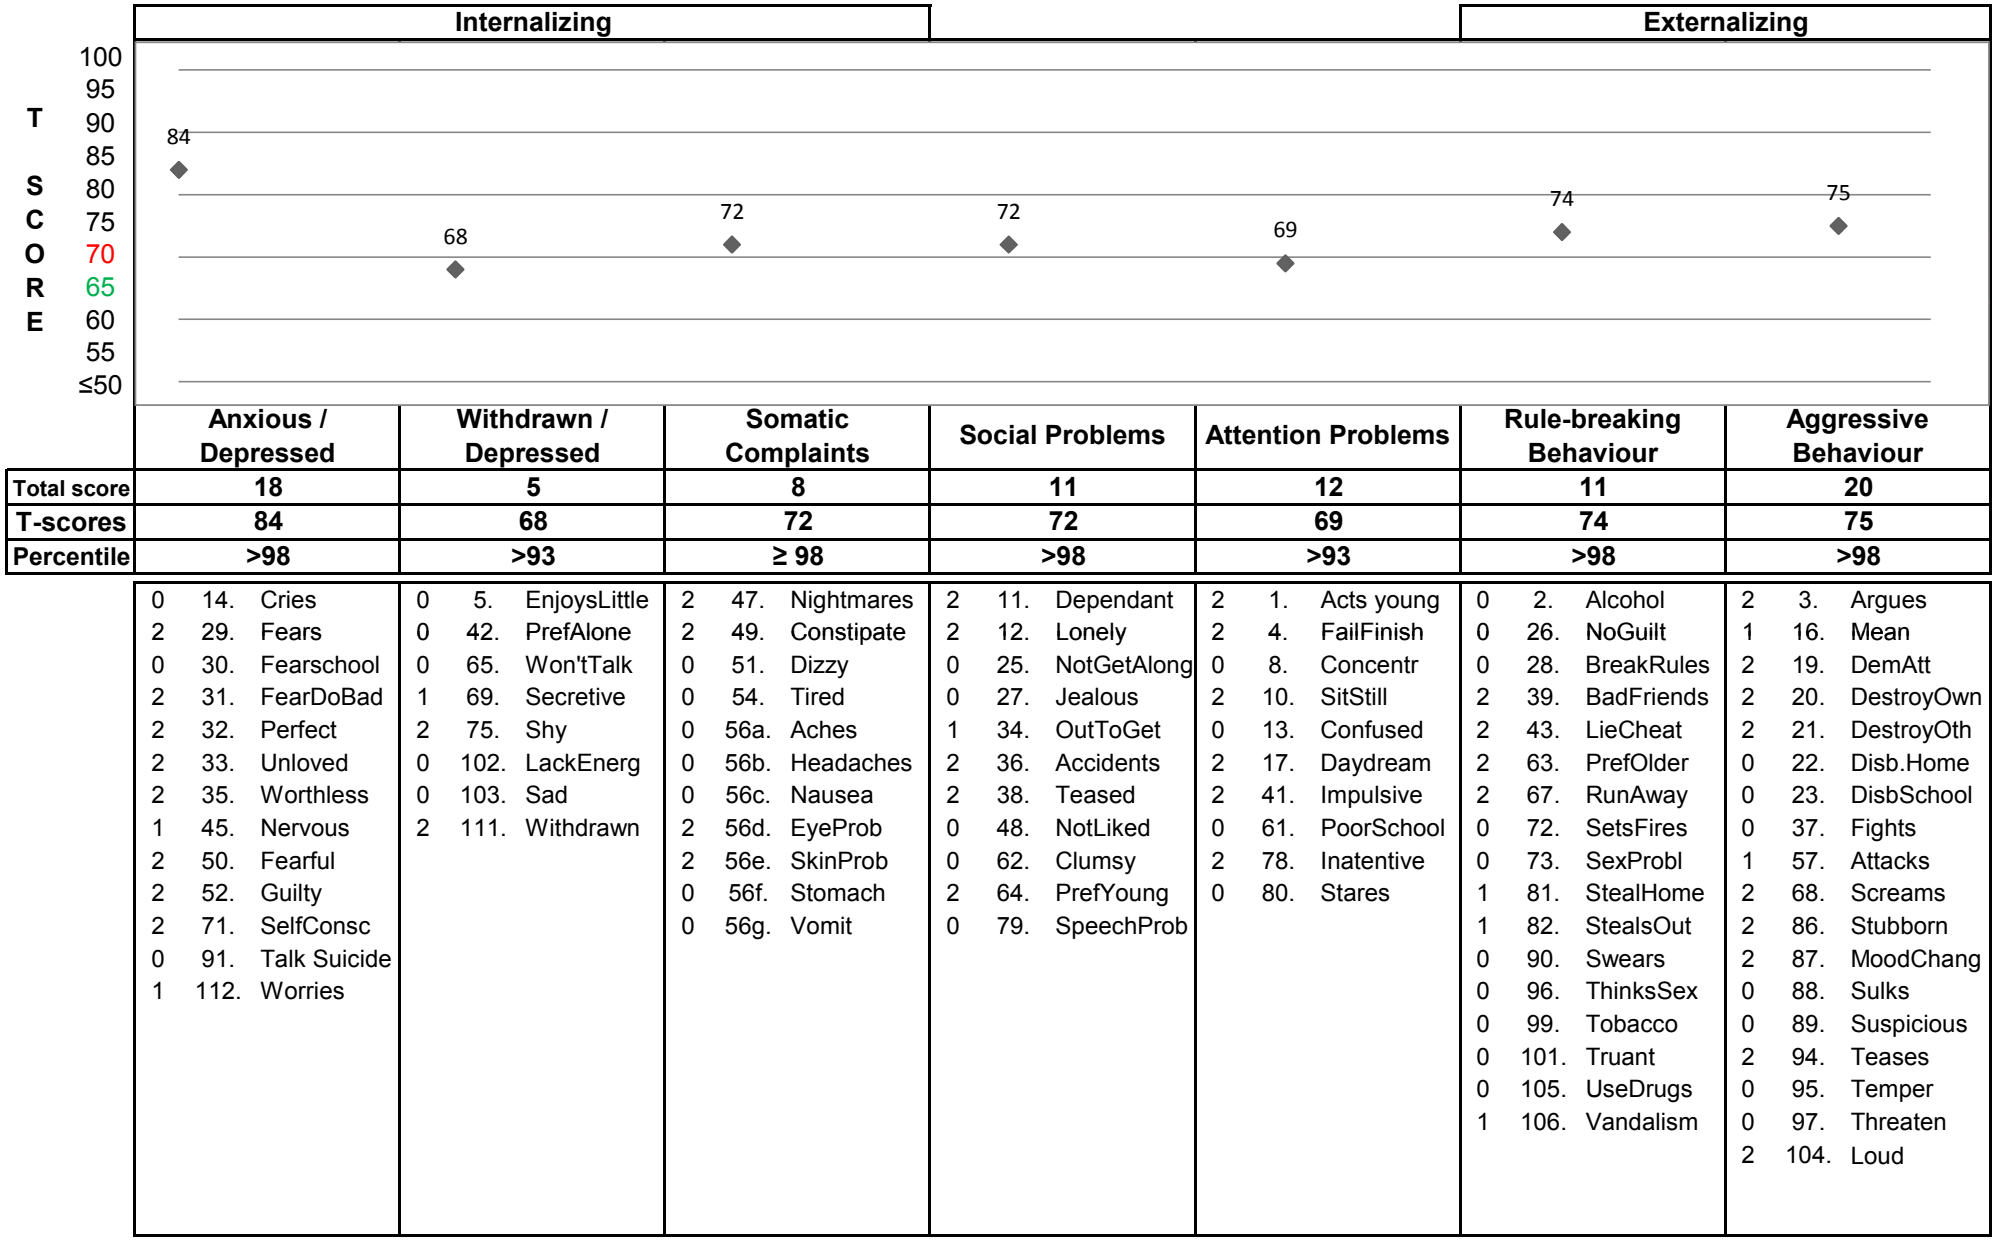 Internalizing Externalizing
100
95
T 90
84
85
S 80
C 75
72 72 74 75
O 70
68 69
R 65
E 60
55
≤50
Anxious / Withdrawn / Somatic Social Problems Attention Problems Rule-breaking Aggressive
Depressed Depressed Complaints Behaviour Behaviour
Total score 18 5 8 11 12 11 20
T-scores 84 68 72 72 69 74 75
Percentile >98 >93 ≥ 98 >98 >93 >98 >98
0 14. Cries 0 5. EnjoysLittle 2 47. Nightmares 2 11. Dependant 2 1. Acts young 0 2. Alcohol 2 3. Argues
2 29. Fears 0 42. PrefAlone 2 49. Constipate 2 12. Lonely 2 4. FailFinish 0 26. NoGuilt 1 16. Mean
0 30. Fearschool 0 65. Won'tTalk 0 51. Dizzy 0 25. NotGetAlong 0 8. Concentr 0 28. BreakRules 2 19. DemAtt
2 31. FearDoBad 1 69. Secretive 0 54. Tired 0 27. Jealous 2 10. SitStill 2 39. BadFriends 2 20. DestroyOwn
2 32. Perfect 2 75. Shy 0 56a. Aches 1 34. OutToGet 0 13. Confused 2 43. LieCheat 2 21. DestroyOth
2 33. Unloved 0 102. LackEnerg 0 56b. Headaches 2 36. Accidents 2 17. Daydream 2 63. PrefOlder 0 22. Disb.Home
2 35. Worthless 0 103. Sad 0 56c. Nausea 2 38. Teased 2 41. Impulsive 2 67. RunAway 0 23. DisbSchool
1 45. Nervous 2 111. Withdrawn 2 56d. EyeProb 0 48. NotLiked 0 61. PoorSchool 0 72. SetsFires 0 37. Fights
2 50. Fearful 2 56e. SkinProb 0 62. Clumsy 2 78. Inatentive 0 73. SexProbl 1 57. Attacks
2 52. Guilty 0 56f. Stomach 2 64. PrefYoung 0 80. Stares 1 81. StealHome 2 68. Screams
2 71. SelfConsc 0 56g. Vomit 0 79. SpeechProb 1 82. StealsOut 2 86. Stubborn
0 91. Talk Suicide 0 90. Swears 2 87. MoodChang
1 112. Worries 0 96. ThinksSex 0 88. Sulks
0 99. Tobacco 0 89. Suspicious
0 101. Truant 2 94. Teases
0 105. UseDrugs 0 95. Temper
1 106. Vandalism 0 97. Threaten
2 104. Loud